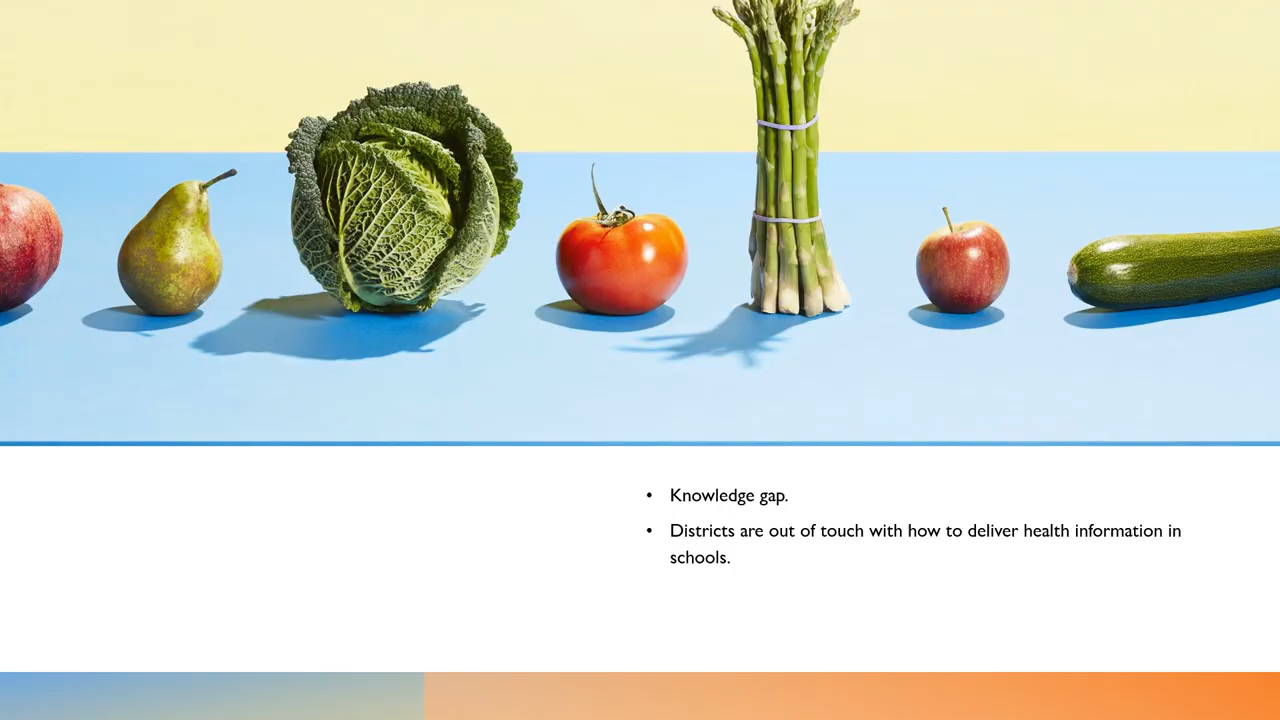 • Knowledge gap.
• Districts are out of touch with how to deliver health information in
schools.